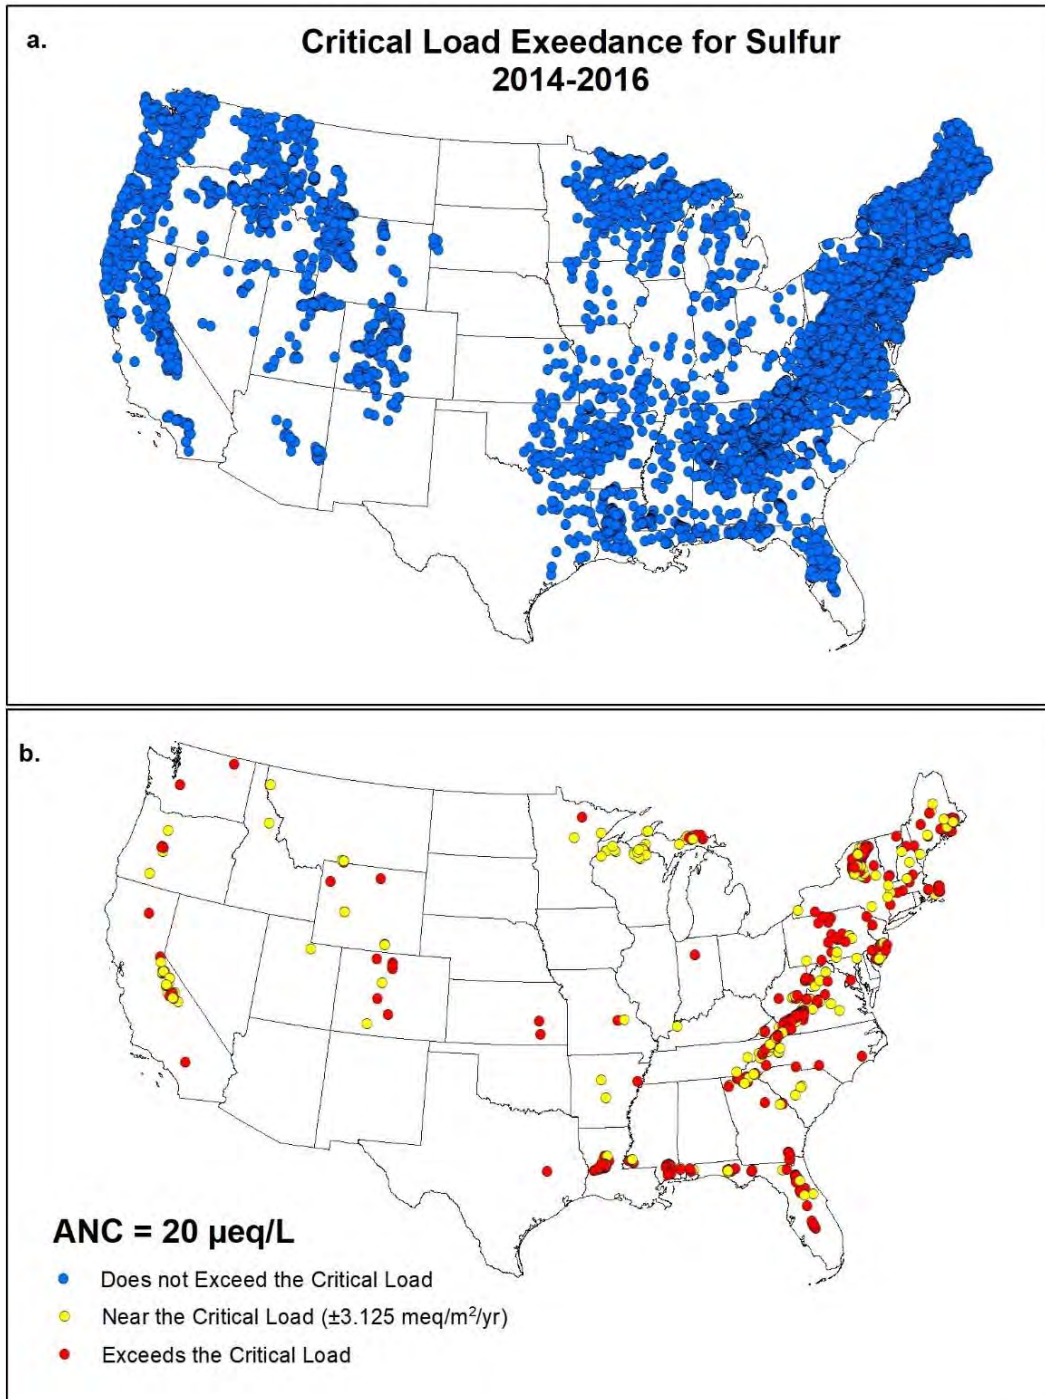 a.
Critical Load Exeedance for Sulfur
2014-2016
b.
ANC = 20 µeq/L
Does not Exceed the Critical Load
Near the Critical Load (±3.125 meq/m²/yr)
Exceeds the Critical Load